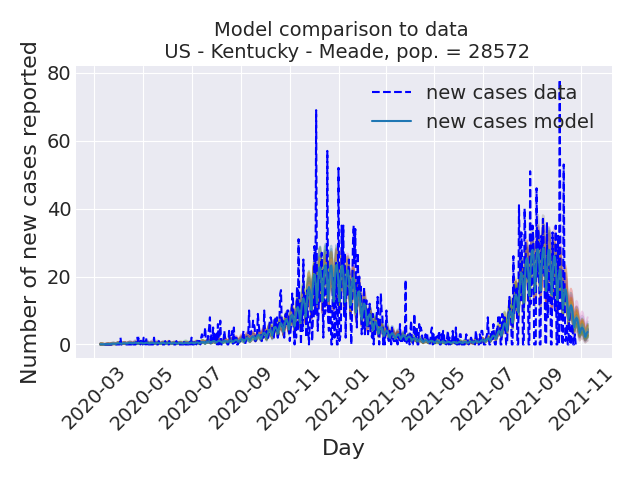 Model comparison to data
US - Kentucky - Meade, pop. = 28572
Number of new cases reported
80
60
40
20
0
new cases data
new cases model
2020-03
2020-05
2020-07
2020-09
2020-11
2021-01
2021-03
2021-05
2021-07
2021-09
2021-11
Day